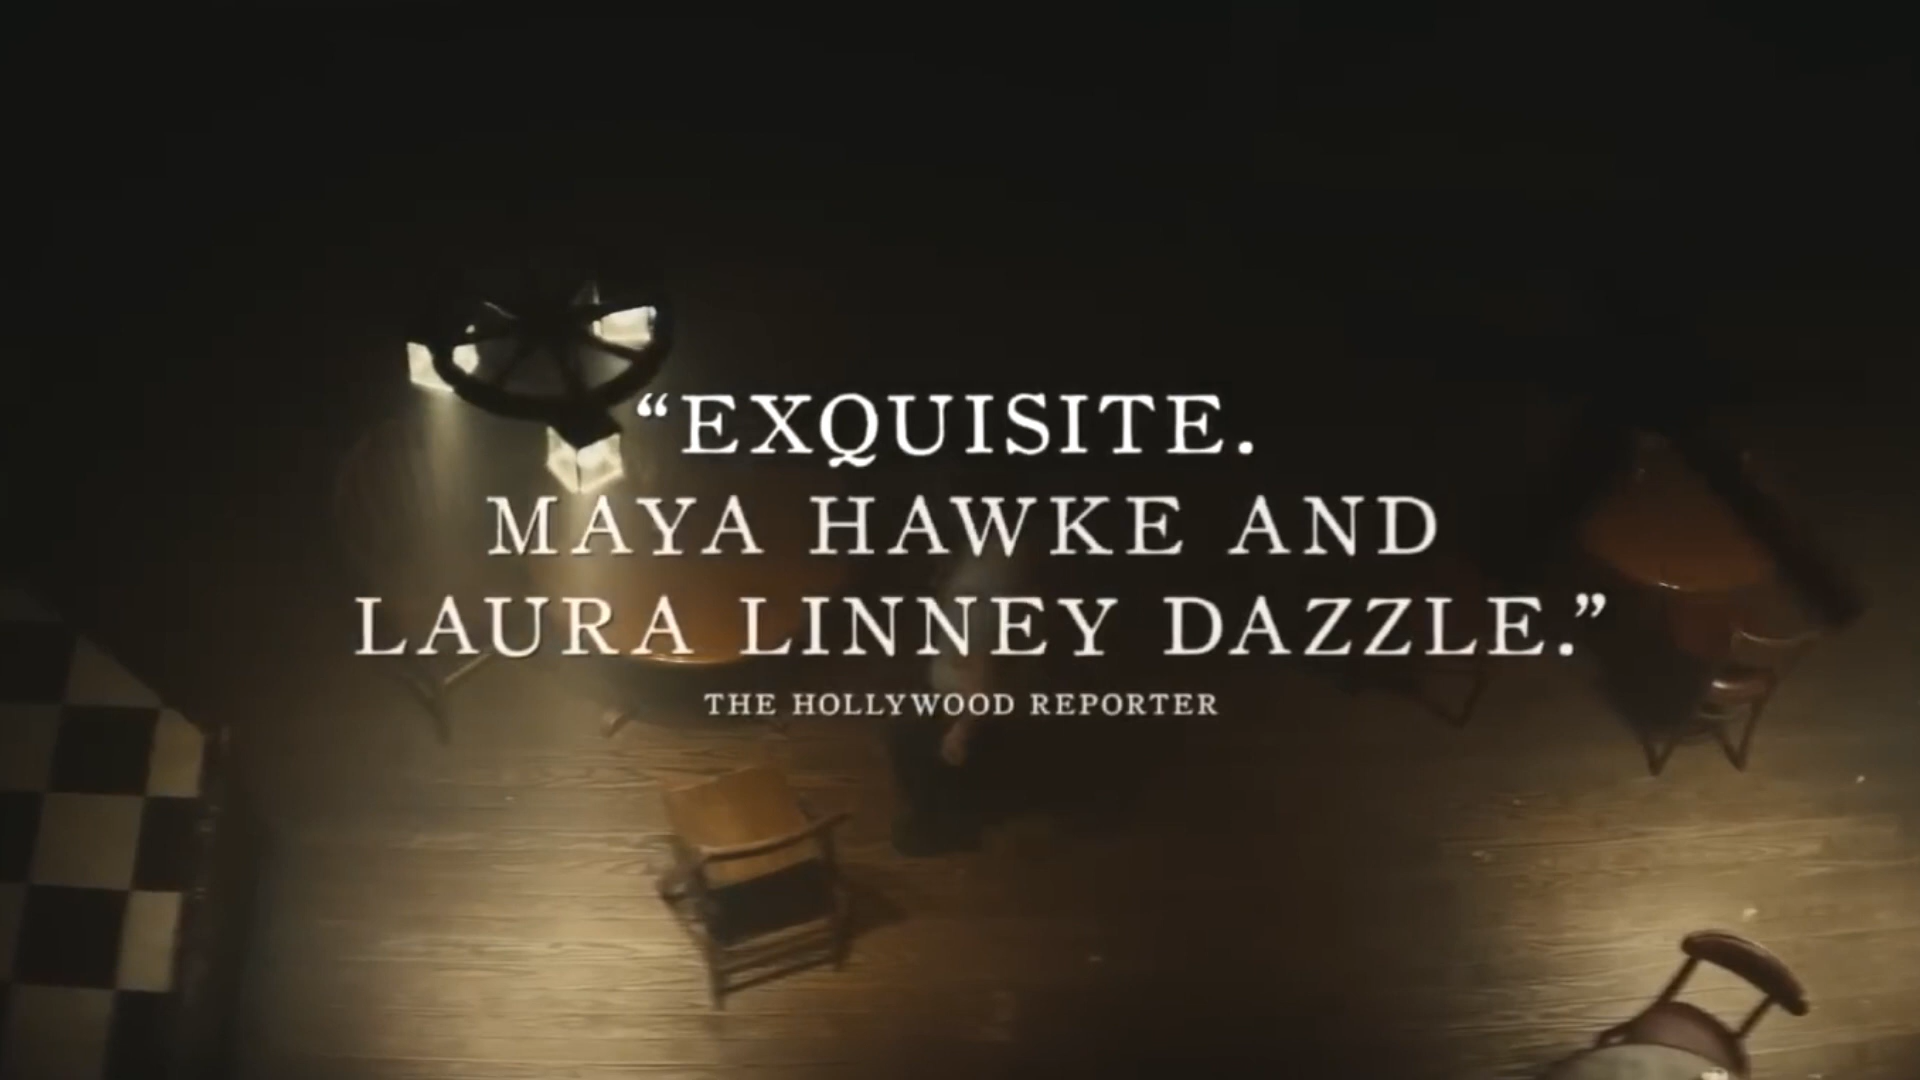 “EXQUISITE.
MAYA HAWKE AND
LAURA LINNEY DAZZLE.”
THE HOLLYWOOD REPORTER